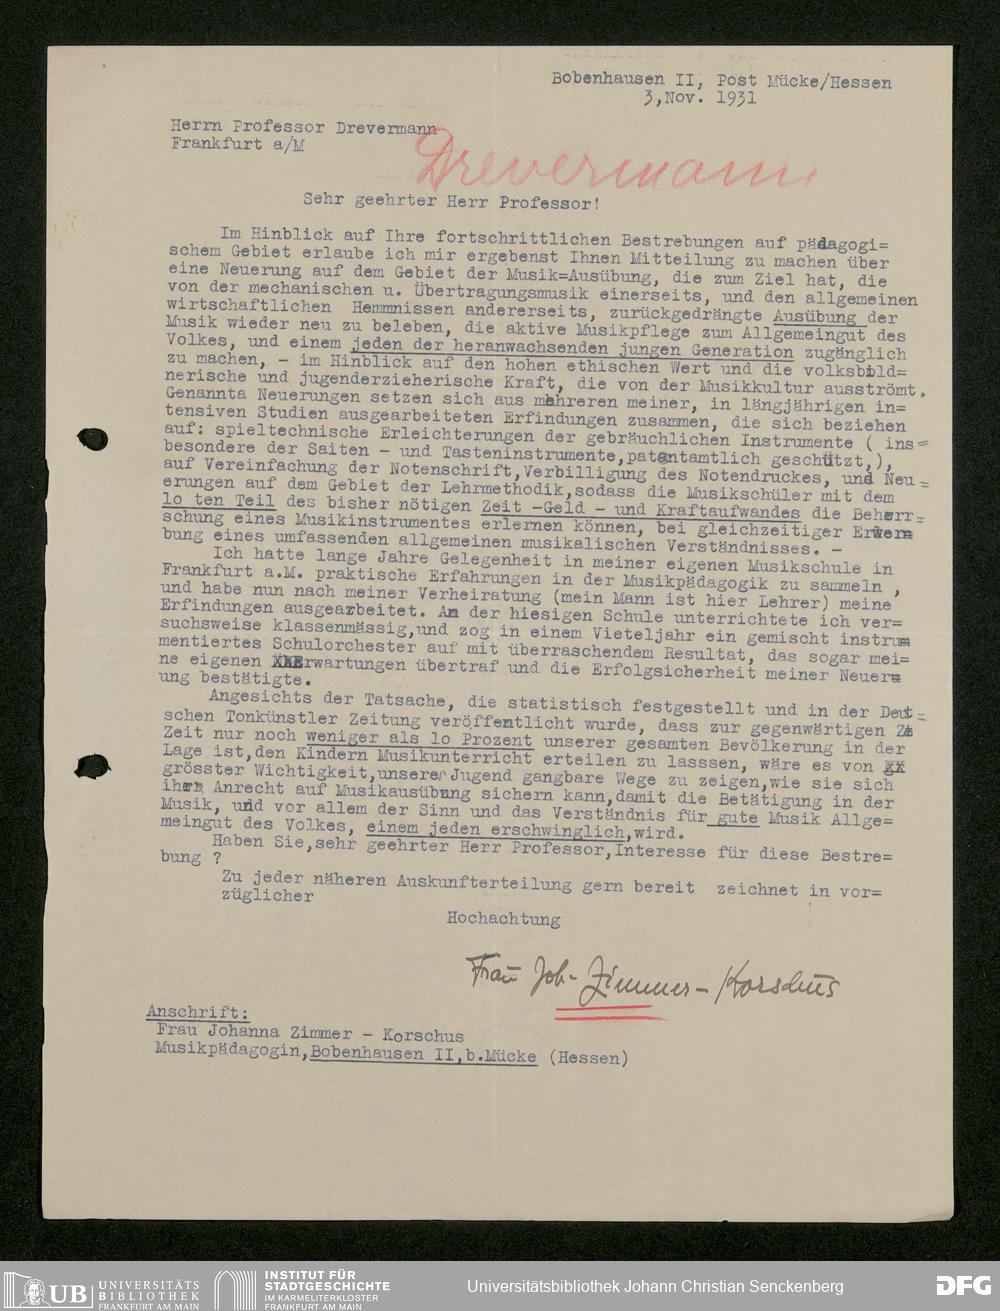 Bobenhausen II, Post Mücke/Hessen
3,Nov. 1931
Herrn Professor Drevermann
Frankfurt a/M
Drevermann
Sehr geehrter Herr Professor!
Im Hinblick auf Ihre fortschrittlichen Bestrebungen auf pädagogi=
schem Gebiet erlaube ich mir ergebenst Ihnen Mitteilung zu machen über
eine Neuerung auf dem Gebiet der Musik=Ausübung, die zum Ziel hat, die
von der mechanischen u. Übertragungsmusik einerseits, und den allgemeinen
wirtschaftlichen Hemmnissen andererseits, zurückgedrängte Ausübung der
Musik wieder neu zu beleben, die aktive Musikpflege zum Allgemeingut des
Volkes, und einem jeden der heranwachsenden jungen Generation zugänglich
zu machen, - im Hinblick auf den hohen ethischen Wert und die volksbild=
nerische und jugenderzieherische Kraft, die von der Musikkultur ausströmt.
Genannta Neuerungen setzen sich aus mehreren meiner, in längjährigen in=
tensiven Studien ausgearbeiteten Erfindungen zusammen, die sich beziehen
auf: spieltechnische Erleichterungen der gebräuchlichen Instrumente ( ins=
besondere der Saiten - und Tasteninstrumente,patentamtlich geschützt,),
auf Vereinfachung der Notenschrift,Verbilligung des Notendruckes, und Neu=
erungen auf dem Gebiet der Lehrmethodik,sodass die Musikschüler mit dem
lo ten Teil des bisher nötigen Zeit -Geld - und Kraftaufwandes die Beherr=
schung eines Musikinstrumentes erlernen können, bei gleichzeitiger Erwer=
bung eines umfassenden allgemeinen musikalischen Verständnisses. -
Ich hatte lange Jahre Gelegenheit in meiner eigenen Musikschule in
Frankfurt a.M. praktische Erfahrungen in der Musikpädagogik zu sammeln ,
und habe nun nach meiner Verheiratung (mein Mann ist hier Lehrer) meine
Erfindungen ausgearbeitet. An der hiesigen Schule unterrichtete ich ver=
suchsweise klassenmässig,und zog in einem Vieteljahr ein gemischt instru=
mentiertes Schulorchester auf mit überraschendem Resultat, das sogar mei=
ne eigenen Erwartungen übertraf und die Erfolgsicherheit meiner Neuer=
ung bestätigte.
Angesichts der Tatsache, die statistisch festgestellt und in der Deut=
schen Tonkünstler Zeitung veröffentlicht wurde, dass zur gegenwärtigen
Zeit nur noch weniger als lo Prozent unserer gesamten Bevölkerung in der
Lage ist,den Kindern Musikunterricht erteilen zu lasssen, wäre es von
grösster Wichtigkeit,unserer Jugend gangbare Wege zu zeigen,wie sie sich
ihr Anrecht auf Musikausübung sichern kann,damit die Betätigung in der
Musik, und vor allem der Sinn und das Verständnis für gute Musik Allge=
meingut des Volkes, einem jeden erschwinglich,wird.
Haben Sie,sehr geehrter Herr Professor,Interesse für diese Bestre=
bung ?
Zu jeder näheren Auskunfterteilung gern bereit zeichnet in vor=
züglicher
Hochachtung
Frau Joh- Zimmer-Korschus
Anschrift:
Frau Johanna Zimmer - Korschus
Musikpädagogin,Bobenhausen II,b.Mücke (Hessen)
UB UNIVERSITÄTS BIBLIOTHEK FRANKFURT AM MAIN
INSTITUT FÜR STADTGESCHICHTE IM KARMELITERKLOSTER FRANKFURT AM MAIN
Universitätsbibliothek Johann Christian Senckenberg
DFG